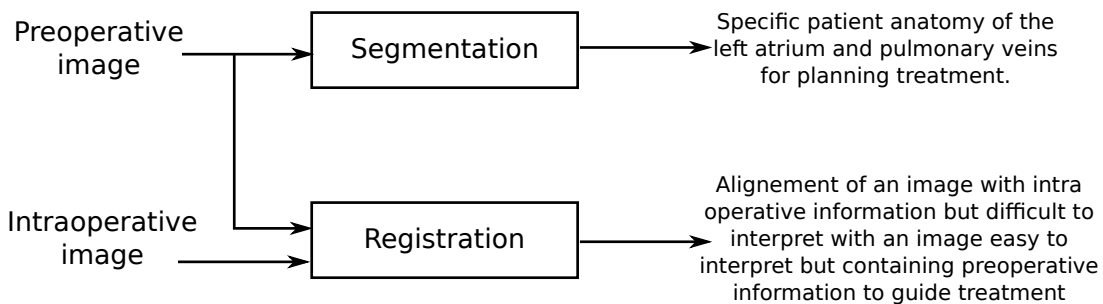 Preoperative
image
Segmentation
Specific patient anatomy of the
left atrium and pulmonary veins
for planning treatment.
Intraoperative
image
Registration
Alignement of an image with intra
operative information but difficult to
interpret with an image easy to
interpret but containing preoperative
information to guide treatment